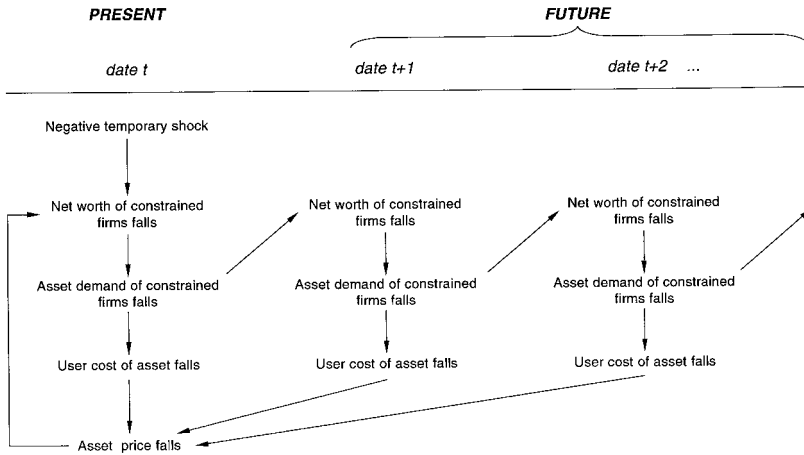 PRESENT
FUTURE
date t
date t+1
date t+2 ...
Negative temporary shock
Net worth of constrained
firms falls
Net worth of constrained
firms falls
Net worth of constrained
firms falls
Asset demand of constrained
firms falls
Asset demand of constrained
firms falls
Asset demand of constrained
firms falls
User cost of asset falls
User cost of asset falls
User cost of asset falls
Asset price falls